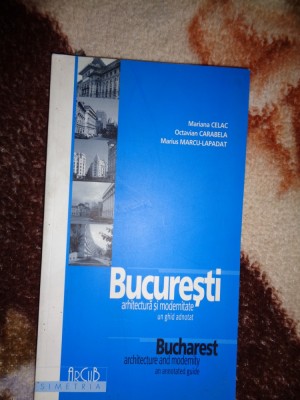 Mariana CELAC
Octavian CARABELA
Marius MARCU-LAPADAT
București
arhitectură și modernitate
un ghid adnotat
Bucharest
architecture and modernity
an annotated guide
ARCUB
SIMETRIA